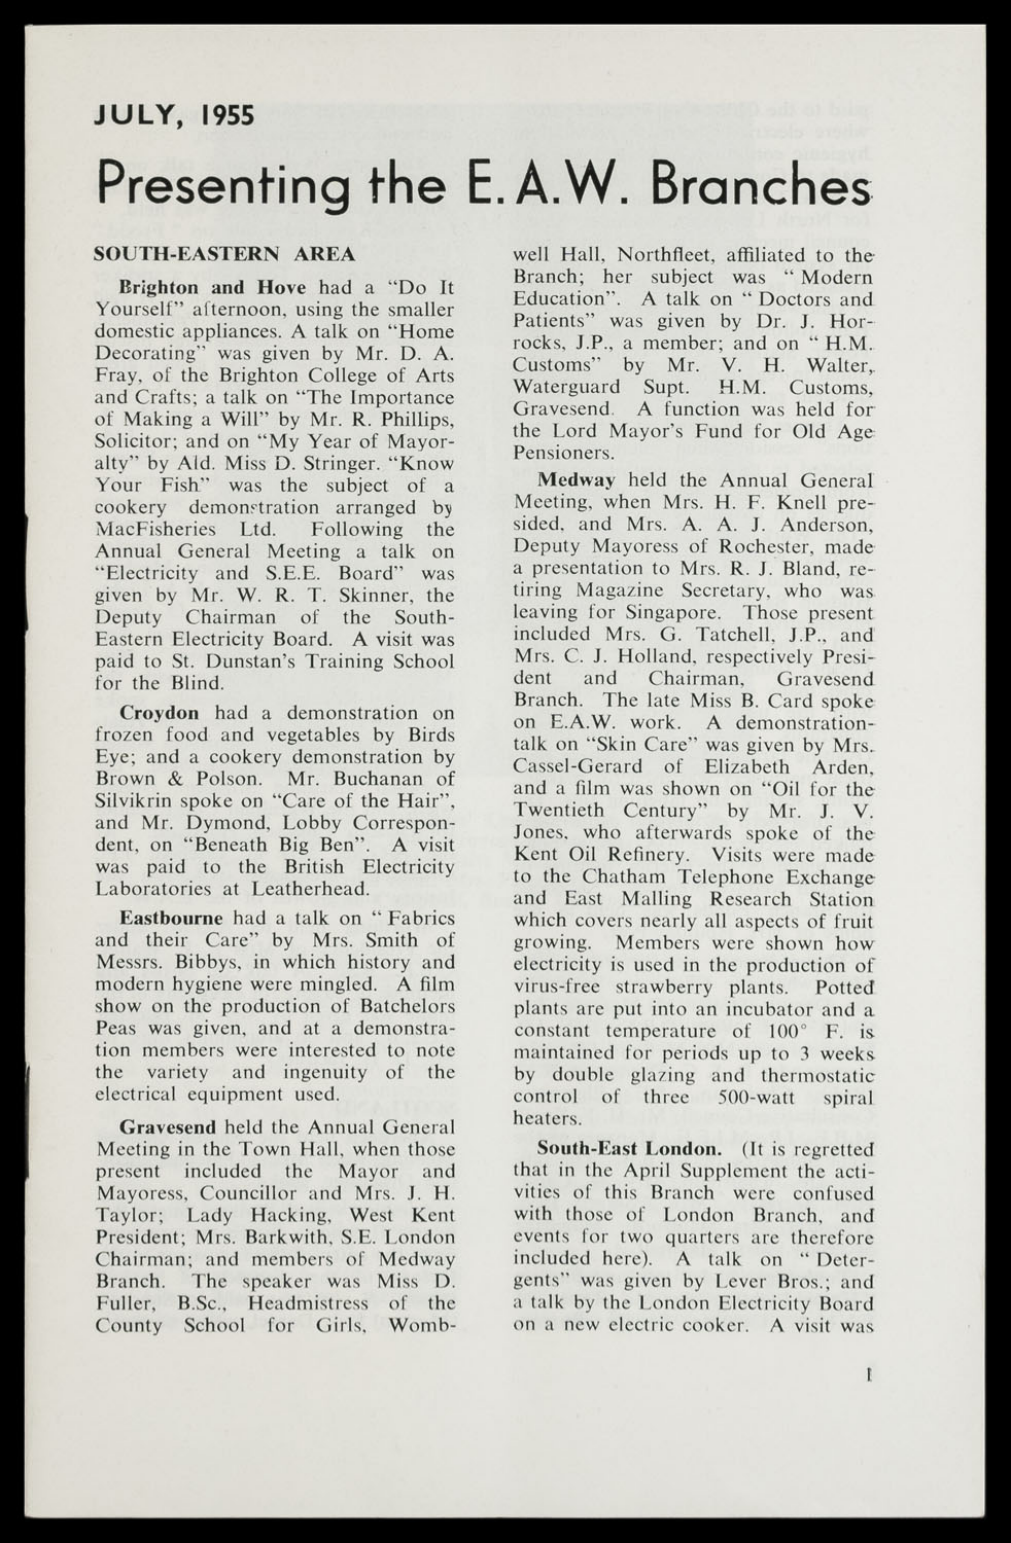 JULY, 1955
Presenting the E.A.W. Branches
SOUTH-EASTERN AREA
Brighton and Hove had a "Do It
Yourself" afternoon, using the smaller
domestic appliances. A talk on "Home
Decorating" was given by Mr. D. A.
Fray, of the Brighton College of Arts
and Crafts; a talk on "The Importance
of Making a Will" by Mr. R. Phillips,
Solicitor; and on "My Year of Mayor-
alty" by Ald. Miss D. Stringer. "Know
Your Fish" was the subject of a
cookery demonstration arranged by
MacFisheries Ltd. Following the
Annual General Meeting a talk on
"Electricity and S.E.E. Board" was
given by Mr. W. R. T. Skinner, the
Deputy Chairman of the South-
Eastern Electricity Board. A visit was
paid to St. Dunstan's Training School
for the Blind.
Croydon had a demonstration on
frozen food and vegetables by Birds
Eye; and a cookery demonstration by
Brown & Polson. Mr. Buchanan of
Silvikrin spoke on "Care of the Hair",
and Mr. Dymond, Lobby Correspon-
dent, on "Beneath Big Ben". A visit
was paid to the British Electricity
Laboratories at Leatherhead.
Eastbourne had a talk on " Fabrics
and their Care" by Mrs. Smith of
Messrs. Bibbys, in which history and
modern hygiene were mingled. A film
show on the production of Batchelors
Peas was given, and at a demonstra-
tion members were interested to note
the variety and ingenuity of the
electrical equipment used.
Gravesend held the Annual General
Meeting in the Town Hall, when those
present included the Mayor and
Mayoress, Councillor and Mrs. J. H.
Taylor; Lady Hacking, West Kent
President; Mrs. Barkwith, S.E. London
Chairman; and members of Medway
Branch. The speaker was Miss D.
Fuller, B.Sc., Headmistress of the
County School for Girls, Womb-
well Hall, Northfleet, affiliated to the
Branch; her subject was " Modern
Education". A talk on " Doctors and
Patients" was given by Dr. J. Hor-
rocks, J.P., a member; and on " H.M.
Customs" by Mr. V. H. Walter,
Waterguard Supt. H.M. Customs,
Gravesend. A function was held for
the Lord Mayor's Fund for Old Age
Pensioners.
Medway held the Annual General
Meeting, when Mrs. H. F. Knell pre-
sided, and Mrs. A. A. J. Anderson,
Deputy Mayoress of Rochester, made
a presentation to Mrs. R. J. Bland, re-
tiring Magazine Secretary, who was
leaving for Singapore. Those present
included Mrs. G. Tatchell, J.P., and
Mrs. C. J. Holland, respectively Presi-
dent and Chairman, Gravesend
Branch. The late Miss B. Card spoke
on E.A.W. work. A demonstration-
talk on "Skin Care" was given by Mrs.
Cassel-Gerard of Elizabeth Arden,
and a film was shown on "Oil for the
Twentieth Century" by Mr. J. V.
Jones, who afterwards spoke of the
Kent Oil Refinery. Visits were made
to the Chatham Telephone Exchange
and East Malling Research Station
which covers nearly all aspects of fruit
growing. Members were shown how
electricity is used in the production of
virus-free strawberry plants. Potted
plants are put into an incubator and a
constant temperature of 100° F. is
maintained for periods up to 3 weeks
by double glazing and thermostatic
control of three 500-watt spiral
heaters.
South-East London. (It is regretted
that in the April Supplement the acti-
vities of this Branch were confused
with those of London Branch, and
events for two quarters are therefore
included here). A talk on " Deter-
gents" was given by Lever Bros.; and
a talk by the London Electricity Board
on a new electric cooker. A visit was
1